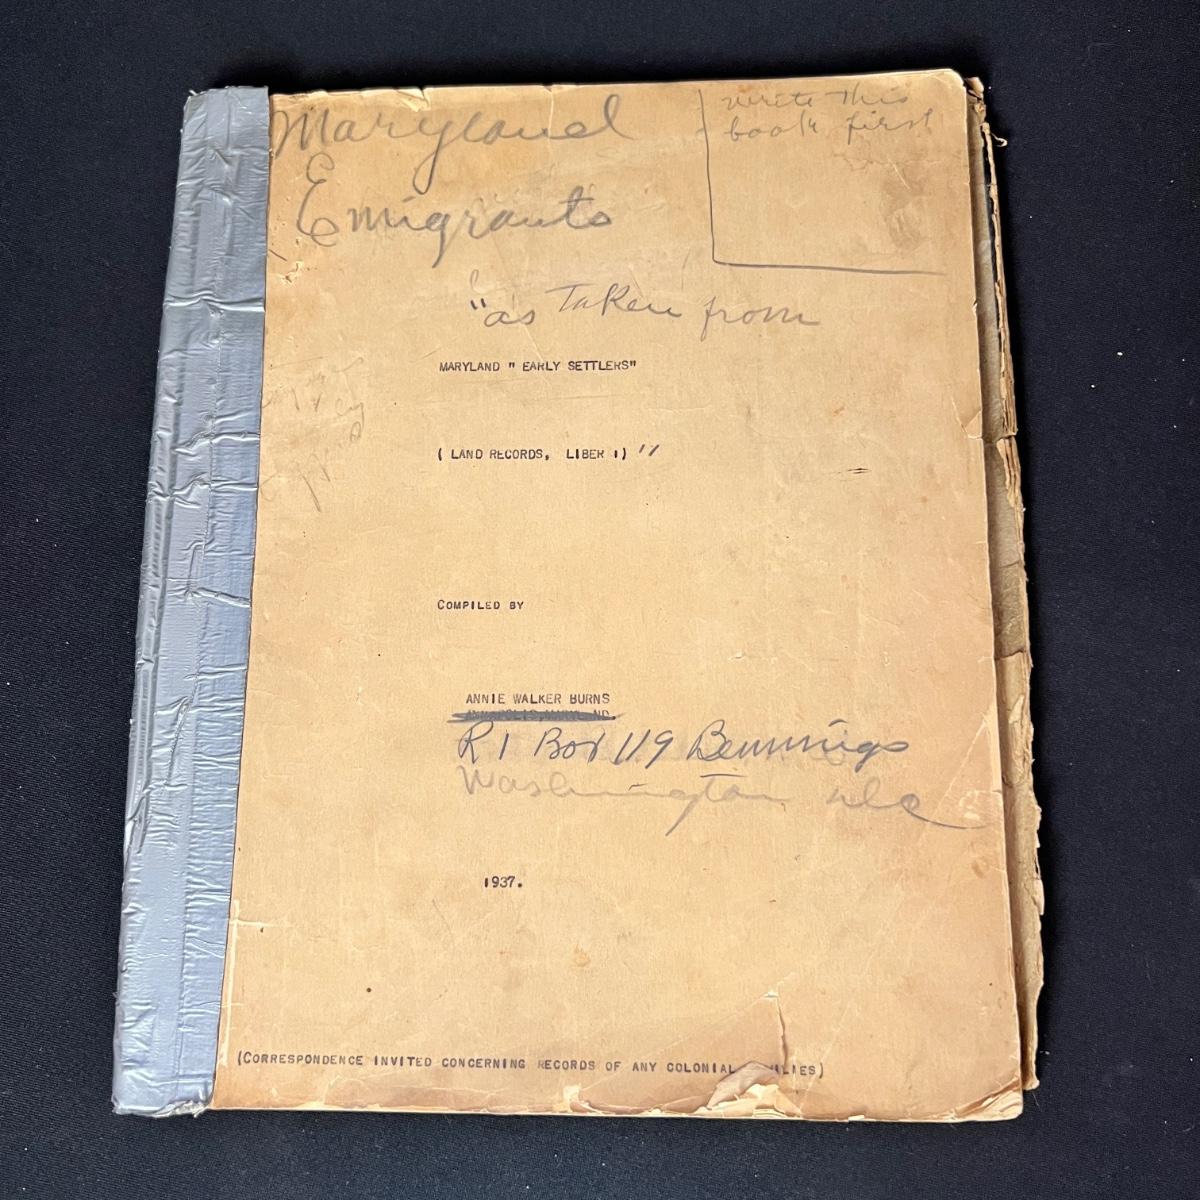 Maryland
Emigrants
write this
book first
"as Taken from
MARYLAND " EARLY SETTLERS"
( LAND RECORDS, LIBER 1) "
COMPILED BY
ANNIE WALKER BURNS
R 1 Box 119 Bennings
Washington D C
1937.
(CORRESPONDENCE INVITED CONCERNING RECORDS OF ANY COLONIAL